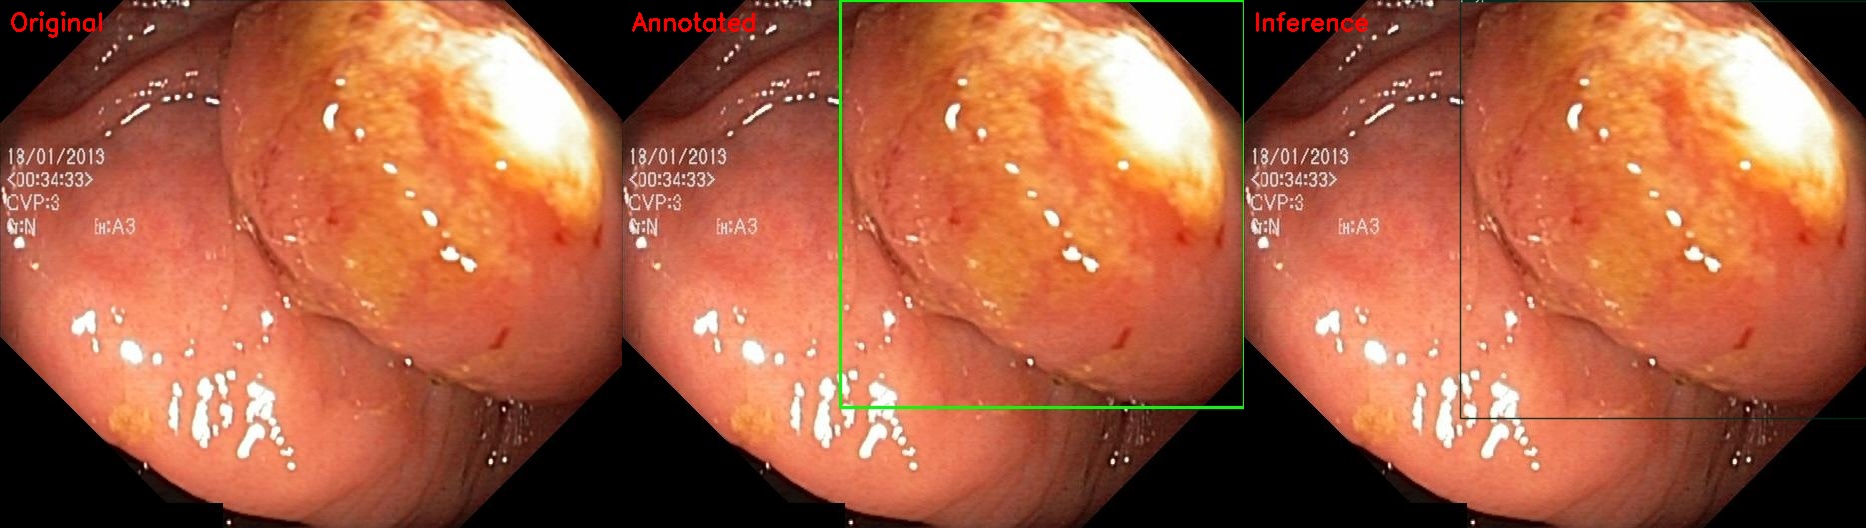 Original
18/01/2013
<00:34:33>
CVP:3
G:N E:A3
Annotated
18/01/2013
<00:34:33>
CVP:3
G:N E:A3
Inference
18/01/2013
<00:34:33>
CVP:3
G:N E:A3